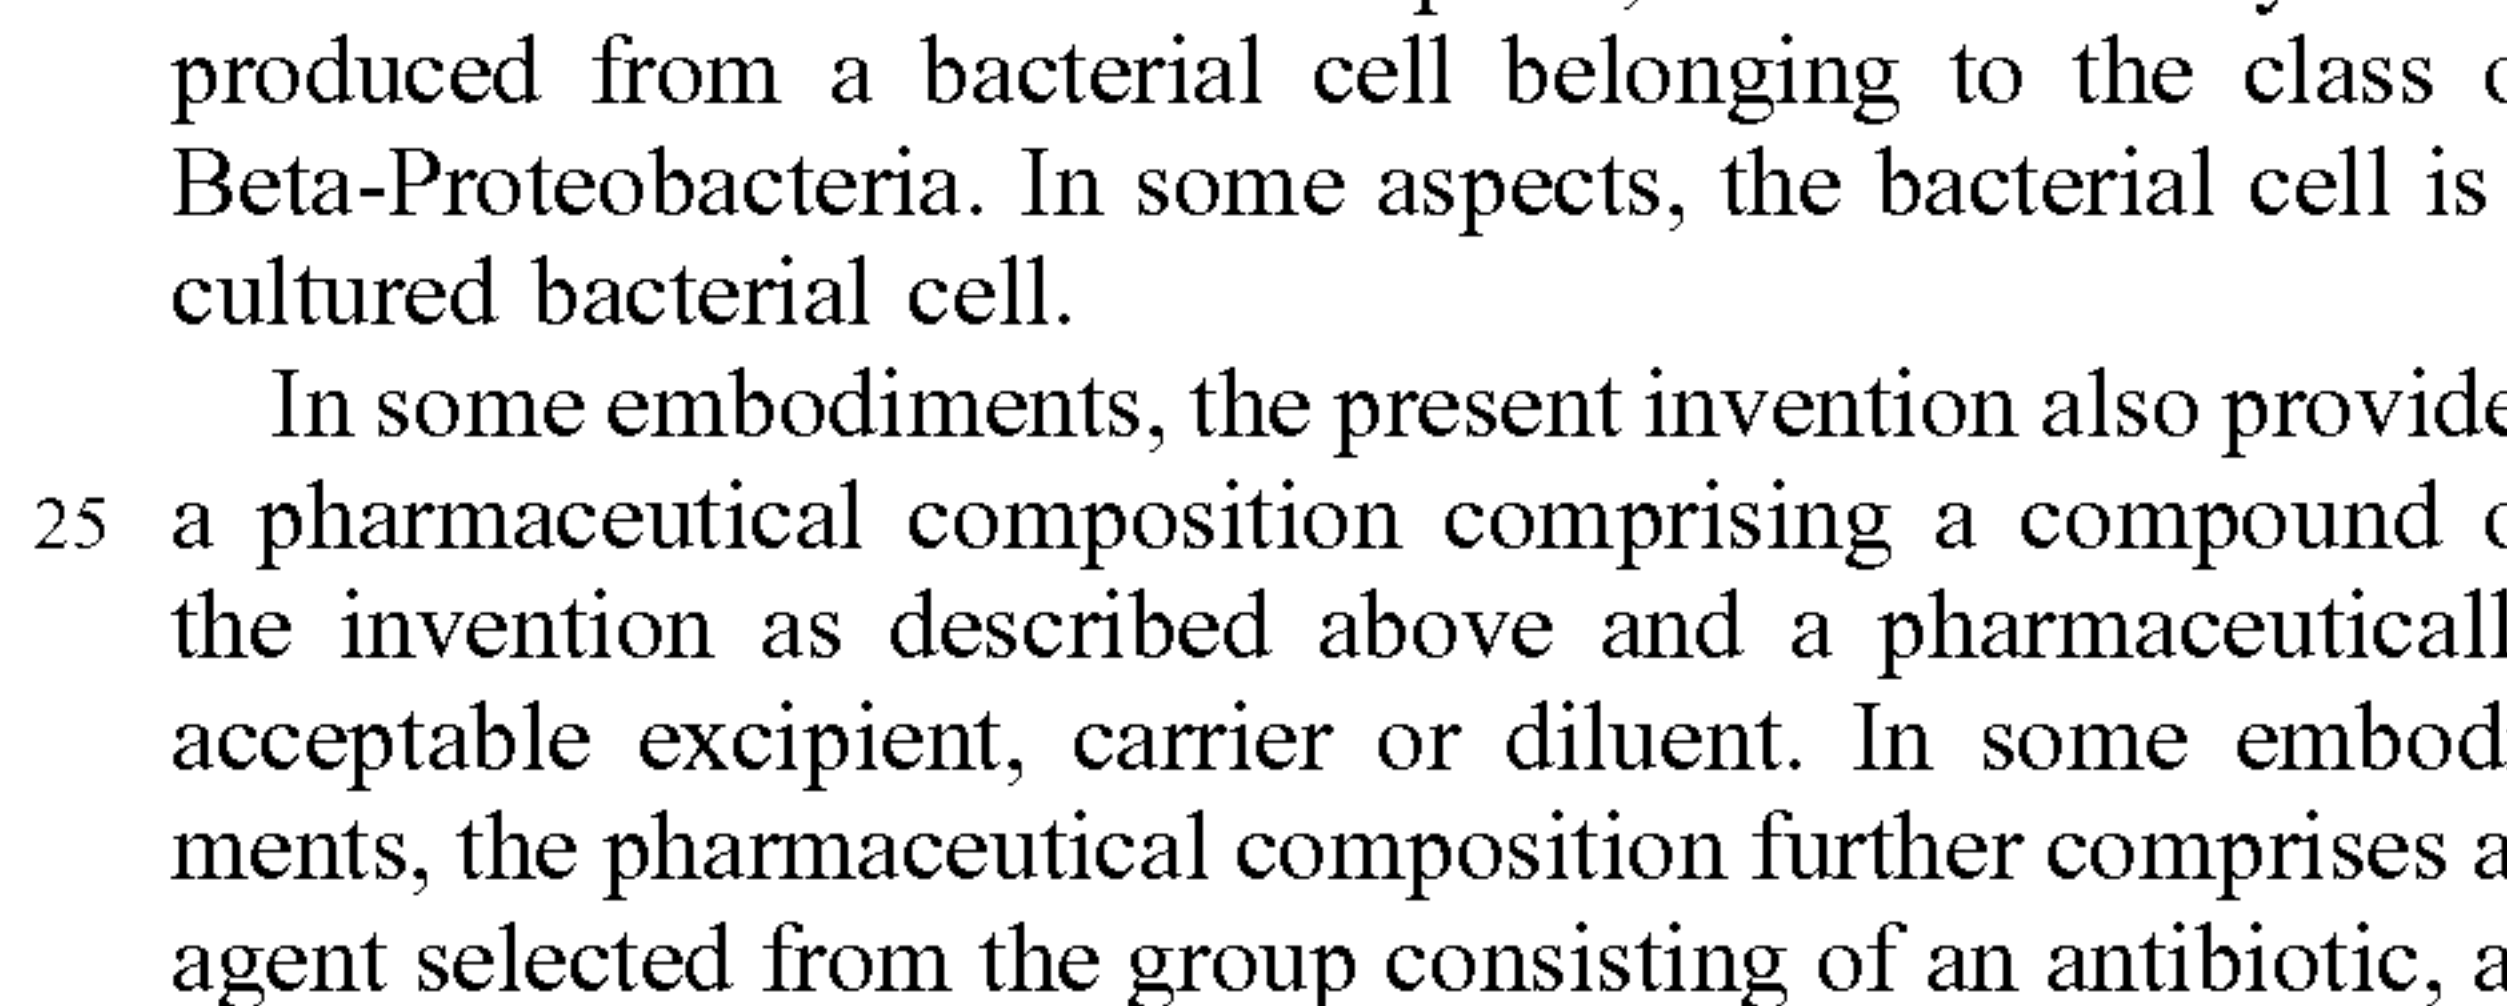 produced from a bacterial cell belonging to the class
Beta-Proteobacteria. In some aspects, the bacterial cell is
cultured bacterial cell.
In some embodiments, the present invention also provide
25 a pharmaceutical composition comprising a compound
the invention as described above and a pharmaceuticall
acceptable excipient, carrier or diluent. In some embod
ments, the pharmaceutical composition further comprises a
agent selected from the group consisting of an antibiotic, a